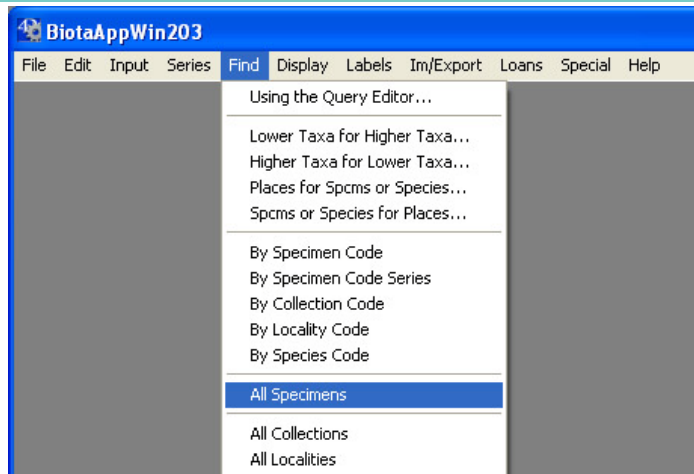 BiotaAppWin203
File Edit Input Series Find Display Labels Im/Export Loans Special Help
Using the Query Editor...
Lower Taxa for Higher Taxa...
Higher Taxa for Lower Taxa...
Places for Spcms or Species...
Spcms or Species for Places...
By Specimen Code
By Specimen Code Series
By Collection Code
By Locality Code
By Species Code
All Specimens
All Collections
All Localities